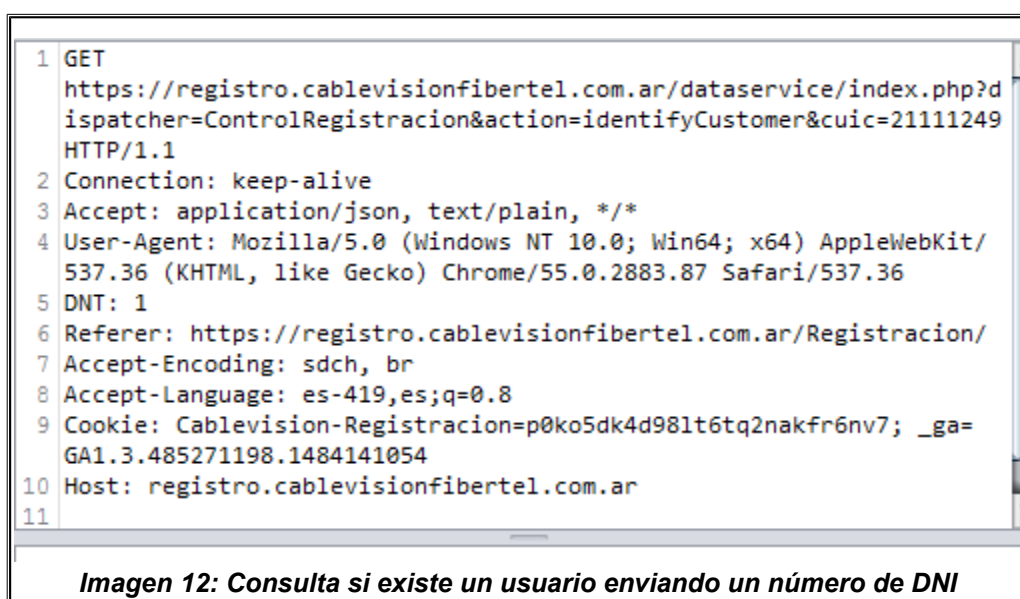 1 GET
https://registro.cablevisionfibertel.com.ar/dataservice/index.php?d
ispatcher=ControlRegistracion&action=identifyCustomer&cuic=21111249
HTTP/1.1
2 Connection: keep-alive
3 Accept: application/json, text/plain, */*
4 User-Agent: Mozilla/5.0 (Windows NT 10.0; Win64; x64) AppleWebKit/
537.36 (KHTML, like Gecko) Chrome/55.0.2883.87 Safari/537.36
5 DNT: 1
6 Referer: https://registro.cablevisionfibertel.com.ar/Registracion/
7 Accept-Encoding: sdch, br
8 Accept-Language: es-419,es;q=0.8
9 Cookie: Cablevision-Registracion=p0ko5dk4d98lt6tq2nakfr6nv7; _ga=
GA1.3.485271198.1484141054
10 Host: registro.cablevisionfibertel.com.ar
11
Imagen 12: Consulta si existe un usuario enviando un número de DNI